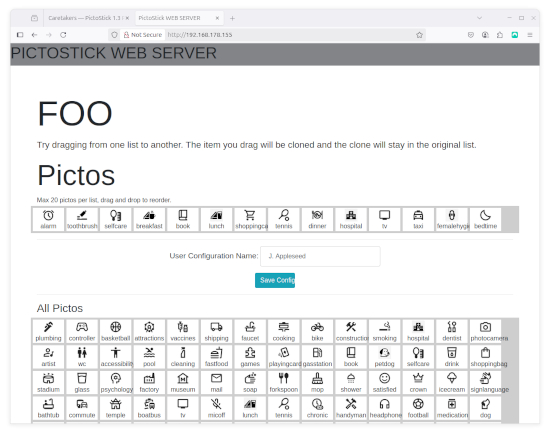 Caretakers — PictoStick 1.3
PictoStick WEB SERVER
Not Secure http://192.168.178.155
PICTOSTICK WEB SERVER
FOO
Try dragging from one list to another. The item you drag will be cloned and the clone will stay in the original list.
Pictos
Max 20 pictos per list, drag and drop to reorder.
alarm toothbrush selfcare breakfast book lunch shoppingca tennis dinner hospital tv taxi femalehygie bedtime
User Configuration Name: J. Appleseed
Save Config
All Pictos
plumbing controller basketball attractions vaccines shipping faucet cooking bike construction smoking hospital dentist photocamera
artist wc accessibility pool cleaning fastfood games playingcard gasstation book petdog selfcare drink shoppingbag
stadium glass psychology factory museum mail soap forkspoon mop shower satisfied crown icecream signlanguage
bathtub commute temple boatbus tv micoff lunch tennis chronic handyman headphone football medication dog